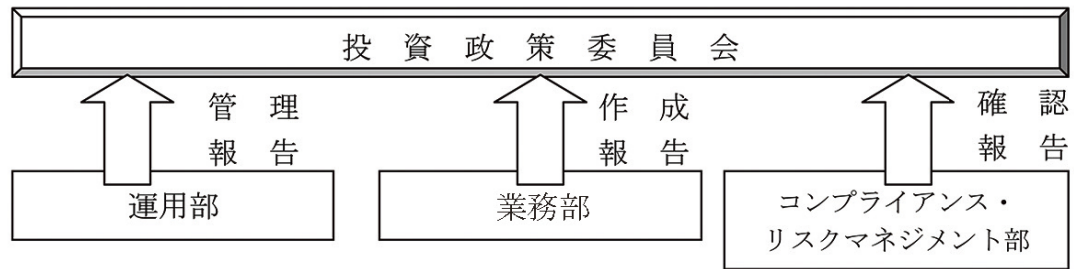 投資政策委員会
管理
報告
作成
報告
確認
報告
運用部
業務部
コンプライアンス・
リスクマネジメント部